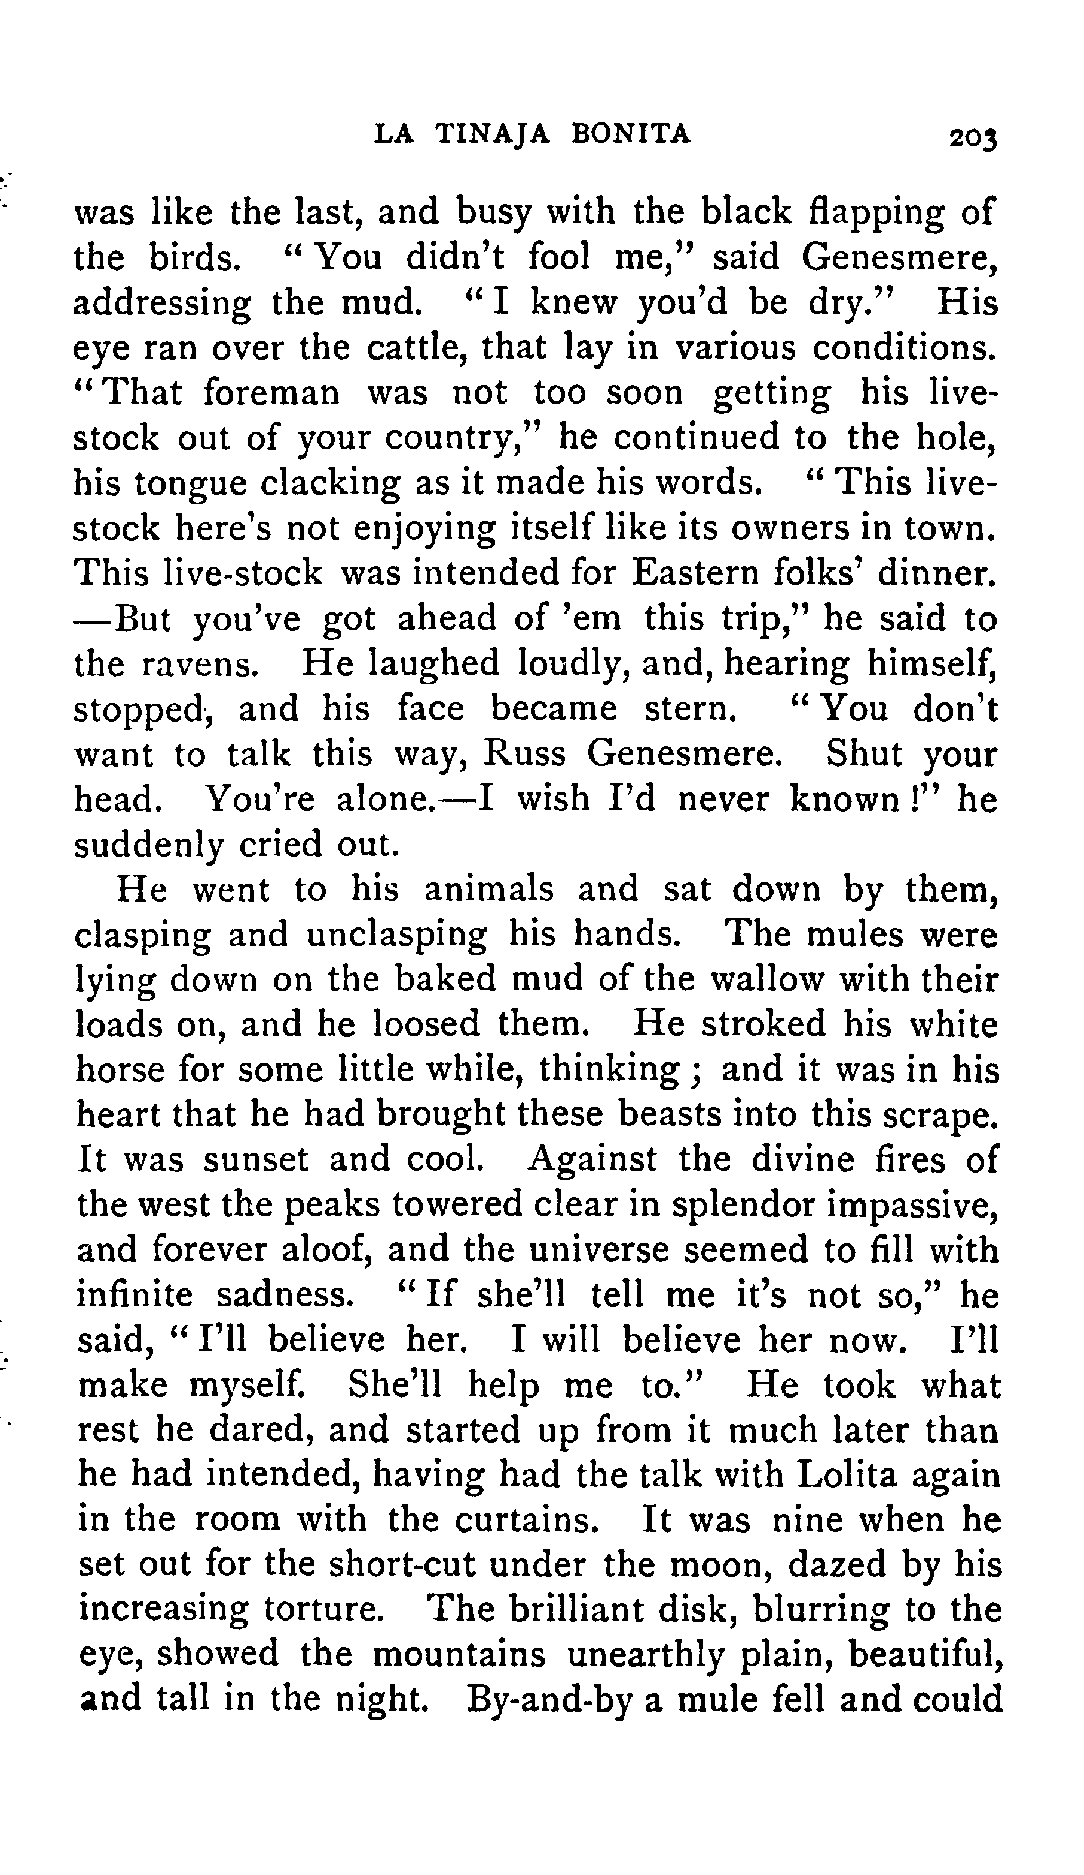 LA TINAJA BONITA 203
was like the last, and busy with the black flapping of
the birds. "You didn't fool me," said Genesmere,
addressing the mud. "I knew you'd be dry." His
eye ran over the cattle, that lay in various conditions.
"That foreman was not too soon getting his live-
stock out of your country," he continued to the hole,
his tongue clacking as it made his words. "This live-
stock here's not enjoying itself like its owners in town.
This live-stock was intended for Eastern folks' dinner.
—But you've got ahead of 'em this trip," he said to
the ravens. He laughed loudly, and, hearing himself,
stopped, and his face became stern. "You don't
want to talk this way, Russ Genesmere. Shut your
head. You're alone.—I wish I'd never known!" he
suddenly cried out.
He went to his animals and sat down by them,
clasping and unclasping his hands. The mules were
lying down on the baked mud of the wallow with their
loads on, and he loosed them. He stroked his white
horse for some little while, thinking; and it was in his
heart that he had brought these beasts into this scrape.
It was sunset and cool. Against the divine fires of
the west the peaks towered clear in splendor impassive,
and forever aloof, and the universe seemed to fill with
infinite sadness. "If she'll tell me it's not so," he
said, "I'll believe her. I will believe her now. I'll
make myself. She'll help me to." He took what
rest he dared, and started up from it much later than
he had intended, having had the talk with Lolita again
in the room with the curtains. It was nine when he
set out for the short-cut under the moon, dazed by his
increasing torture. The brilliant disk, blurring to the
eye, showed the mountains unearthly plain, beautiful,
and tall in the night. By-and-by a mule fell and could